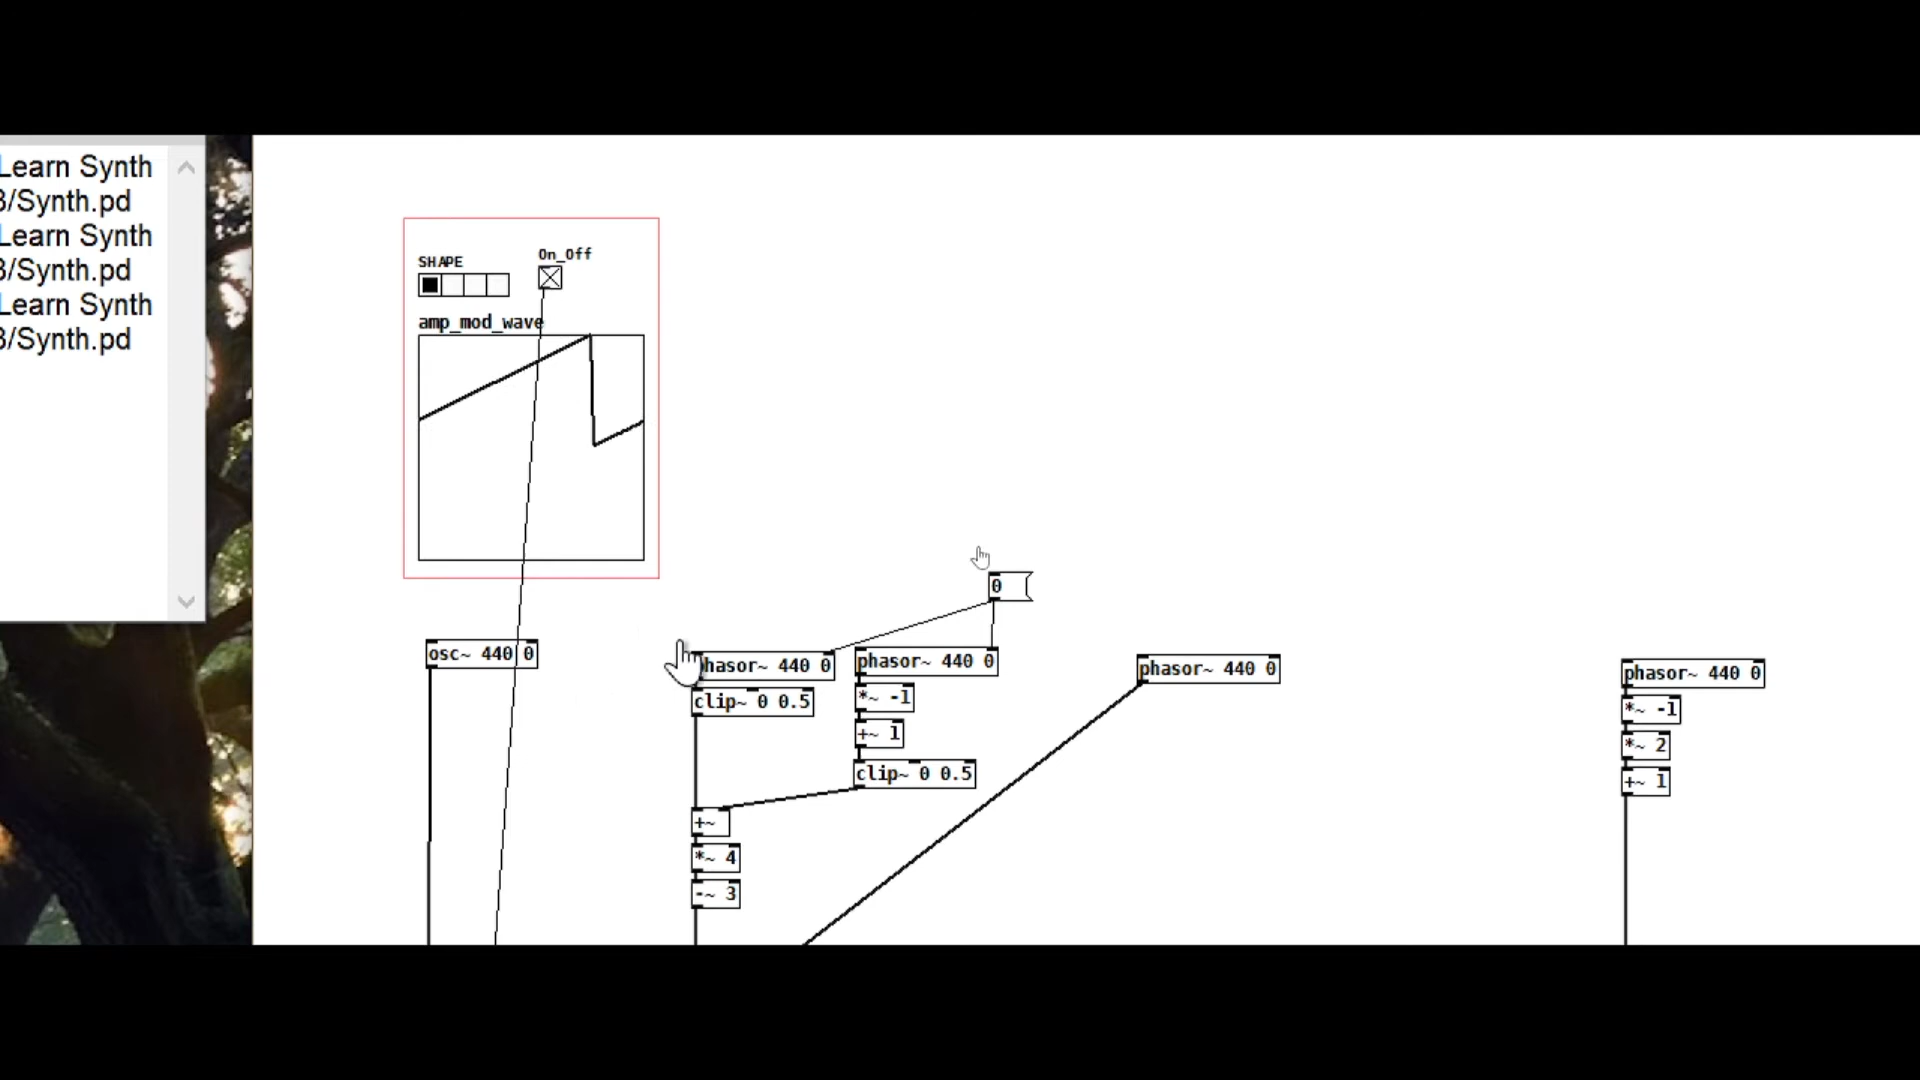 Learn Synth
3/Synth.pd
Learn Synth
3/Synth.pd
Learn Synth
3/Synth.pd
SHAPE
On_Off
amp_mod_wave
0
osc~ 440 0
phasor~ 440 0
phasor~ 440 0
phasor~ 440 0
phasor~ 440 0
clip~ 0 0.5
*~ -1
*~ -1
+~ 1
*~ 2
clip~ 0 0.5
+~ 1
+~
*~ 4
-~ 3